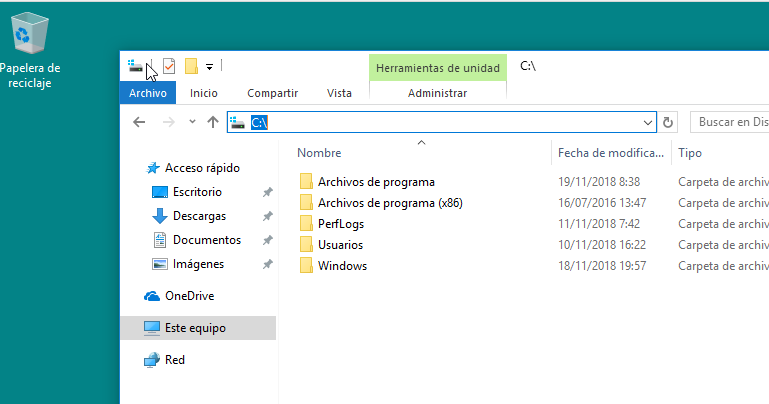 Papelera de
reciclaje
Herramientas de unidad
C:\
Archivo
Inicio
Compartir
Vista
Administrar
C:\
Buscar en Dis
Nombre
Fecha de modifica...
Tipo
Acceso rápido
Escritorio
Descargas
Documentos
Imágenes
OneDrive
Este equipo
Red
Archivos de programa
19/11/2018 8:38
Carpeta de archiv
Archivos de programa (x86)
16/07/2016 13:47
Carpeta de archiv
PerfLogs
11/11/2018 7:42
Carpeta de archiv
Usuarios
10/11/2018 16:22
Carpeta de archiv
Windows
18/11/2018 19:57
Carpeta de archiv